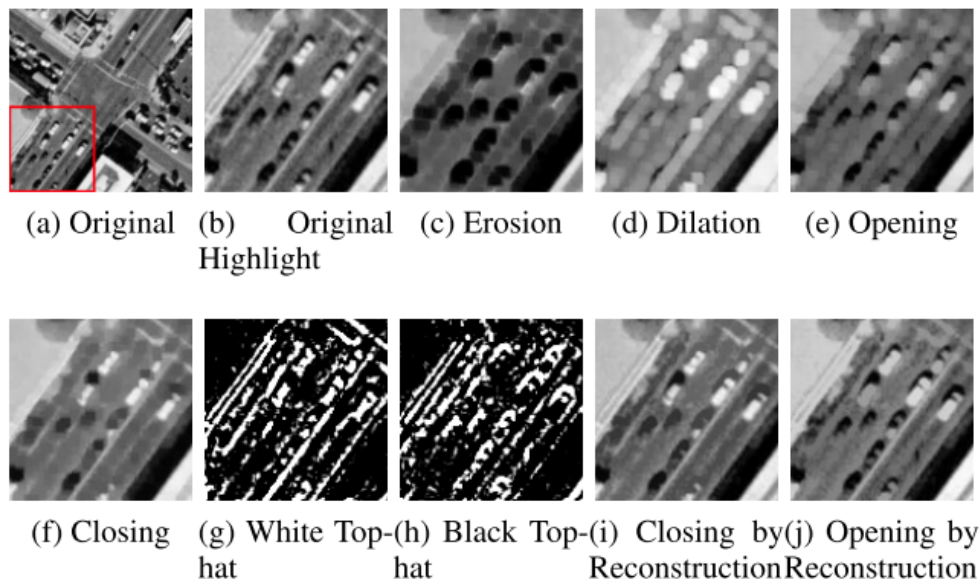 (a) Original
(b) Original
Highlight
(c) Erosion
(d) Dilation
(e) Opening
(f) Closing
(g) White Top-
hat
(h) Black Top-
hat
(i) Closing by
Reconstruction
(j) Opening by
Reconstruction